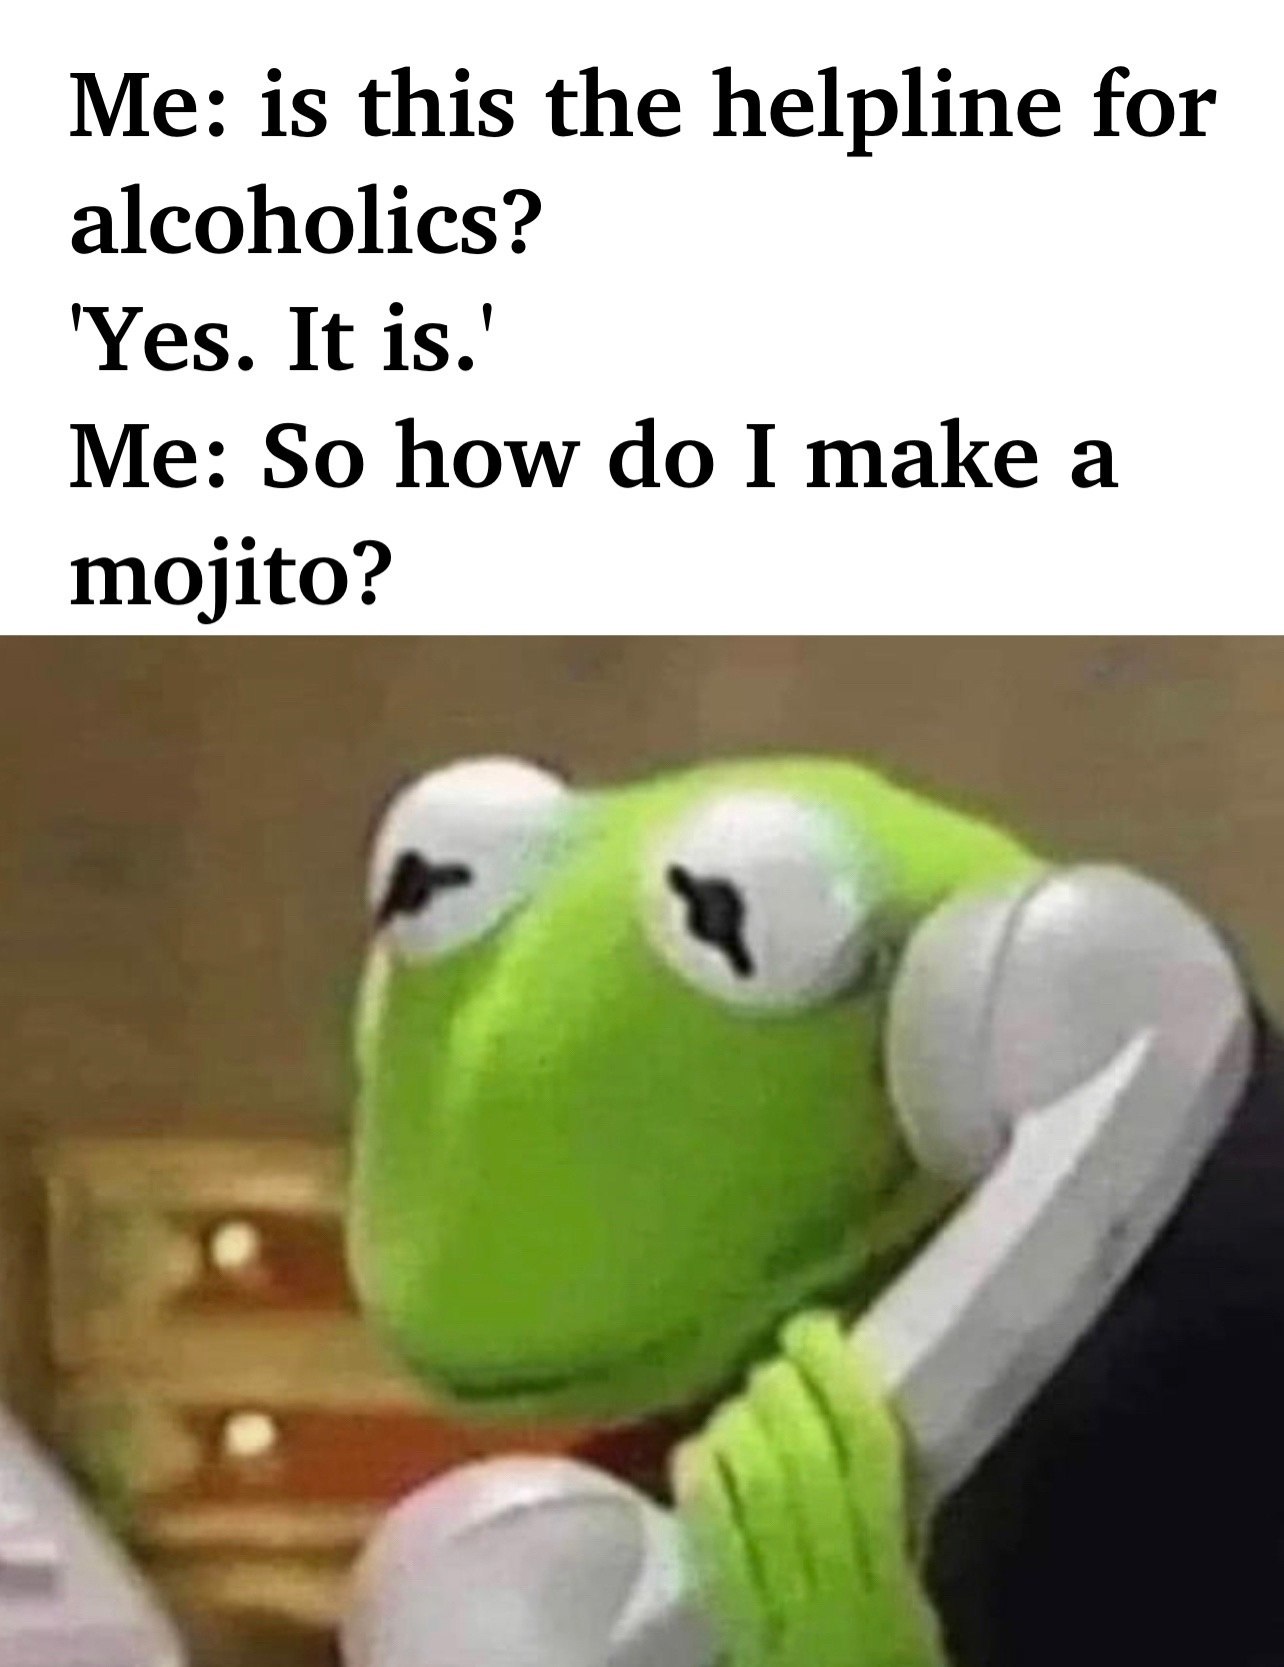 Me: is this the helpline for
alcoholics?
'Yes. It is.'
Me: So how do I make a
mojito?